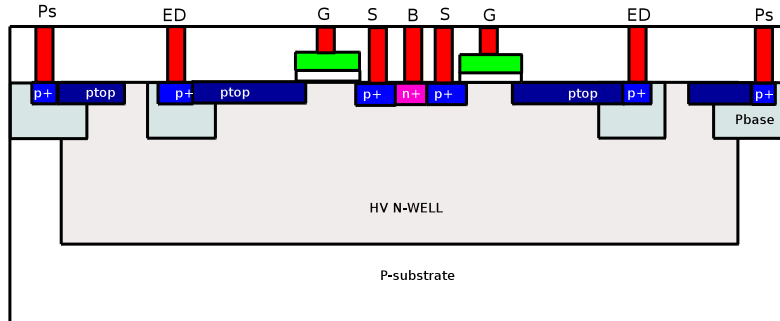 Ps ED G S B S G ED Ps
p+ ptop p+ ptop p+ n+ p+ ptop p+ p+
Pbase
HV N-WELL
P-substrate